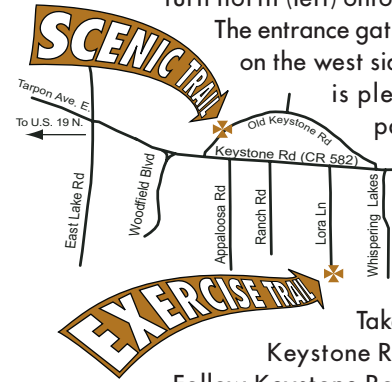 Turn north (left) onto
The entrance gat
on the west sid
is ple
pa
SCENIC TRAIL
Tarpon Ave. E.
To U.S. 19 N.
Old Keystone Rd
Keystone Rd (CR 582)
East Lake Rd
Woodfield Blvd
Appaloosa Rd
Ranch Rd
Lora Ln
Whispering Lakes
EXERCISE TRAIL
Tak
Keystone R
Follow Keystone Ro